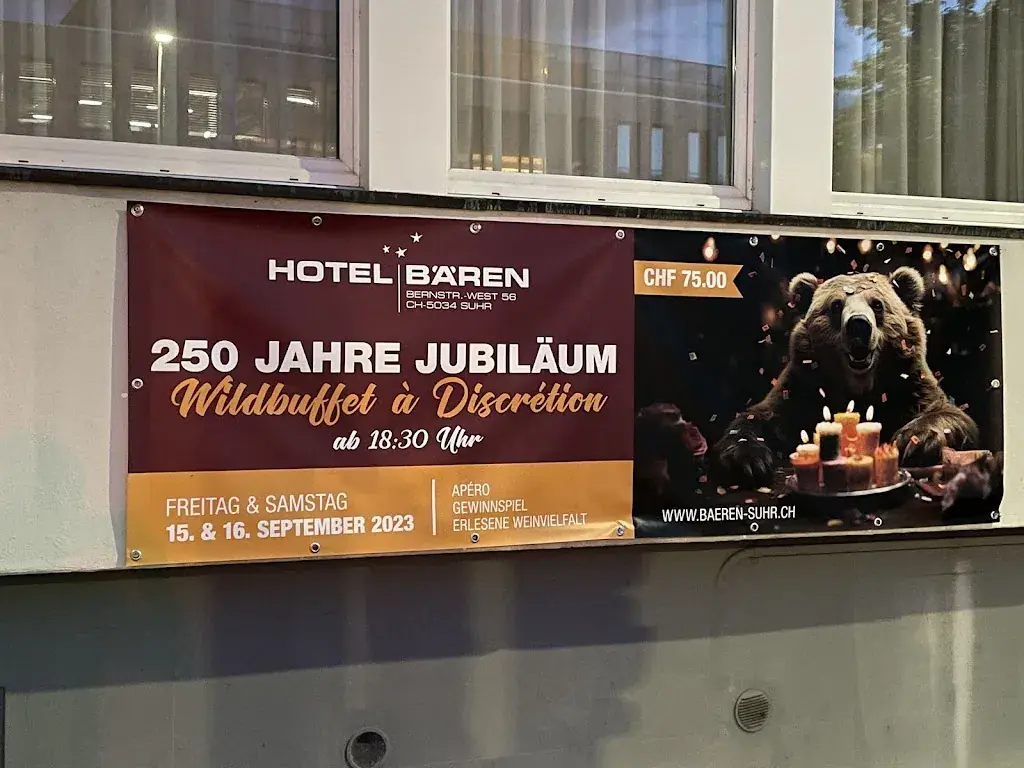 HOTEL BÄREN
BERNSTR.-WEST 56
CH-5034 SUHR
250 JAHRE JUBILÄUM
Wildbuffet à Discrétion
ab 18:30 Uhr
FREITAG & SAMSTAG
15. & 16. SEPTEMBER 2023
APÉRO
GEWINNSPIEL
ERLESENE WEINVIELFALT
CHF 75.00
WWW.BAEREN-SUHR.CH